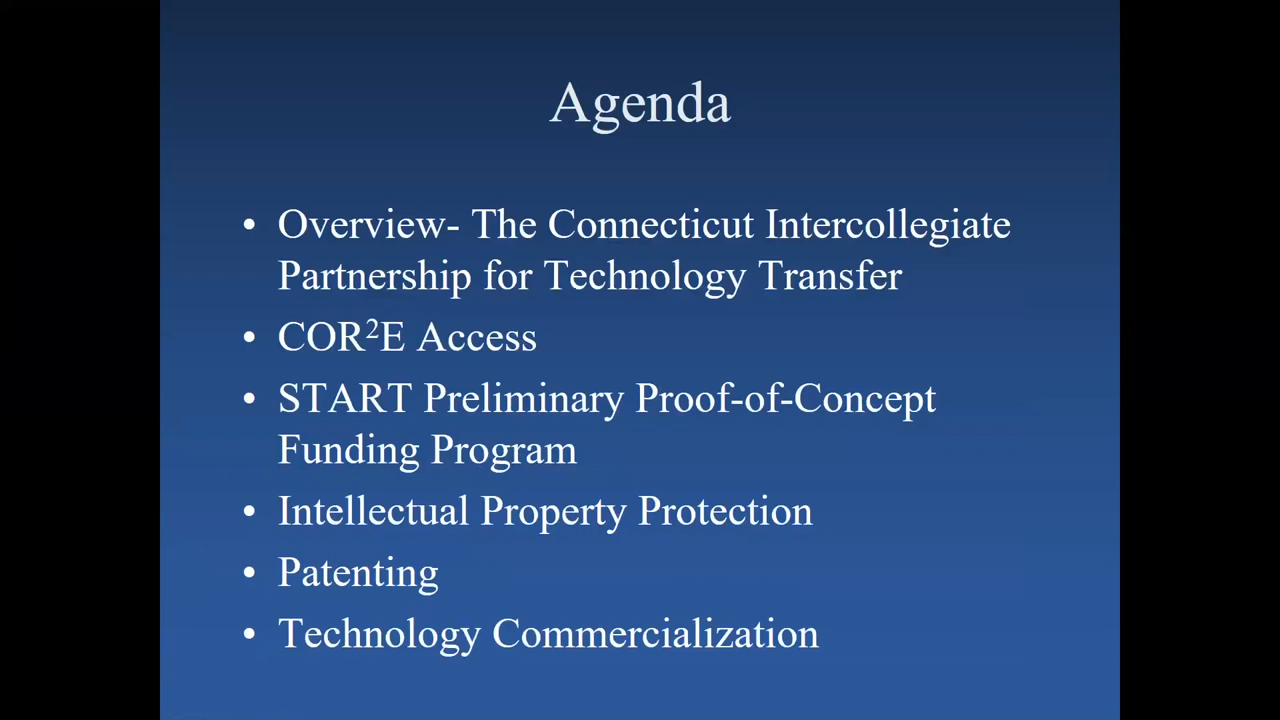 Agenda
• Overview- The Connecticut Intercollegiate
Partnership for Technology Transfer
• COR²E Access
• START Preliminary Proof-of-Concept
Funding Program
• Intellectual Property Protection
• Patenting
• Technology Commercialization